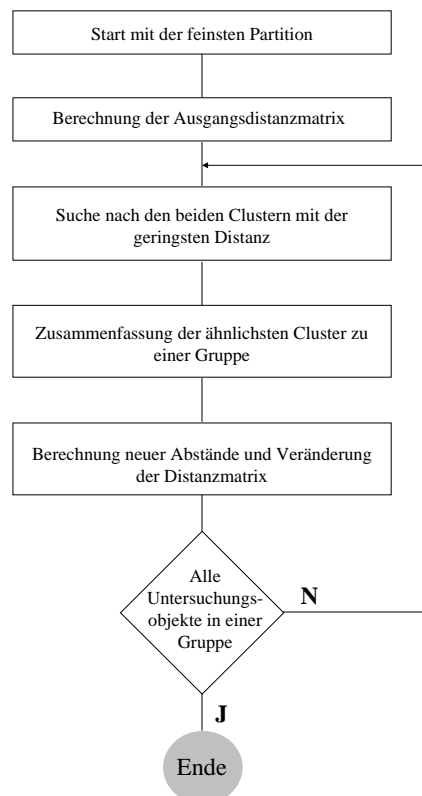 Start mit der feinsten Partition
Berechnung der Ausgangsdistanzmatrix
Suche nach den beiden Clustern mit der
geringsten Distanz
Zusammenfassung der ähnlichsten Cluster zu
einer Gruppe
Berechnung neuer Abstände und Veränderung
der Distanzmatrix
Alle
Untersuchungs-
objekte in einer
Gruppe
N
J
Ende